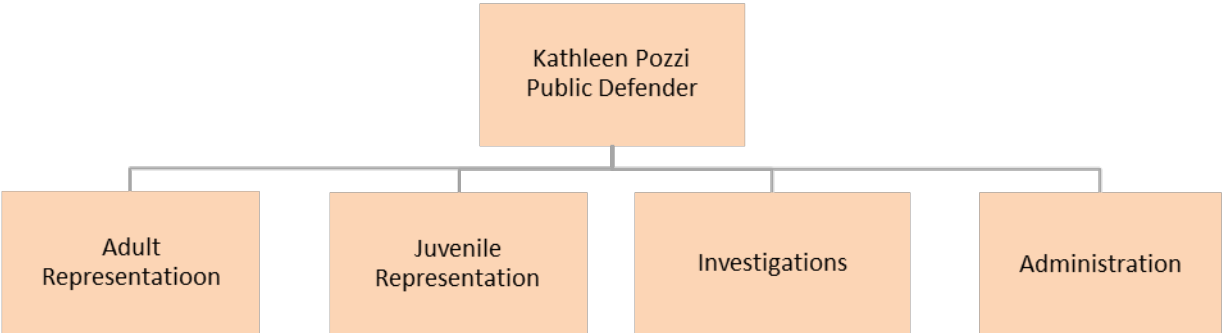 Kathleen Pozzi
Public Defender
Adult
Representatioon
Juvenile
Representation
Investigations
Administration